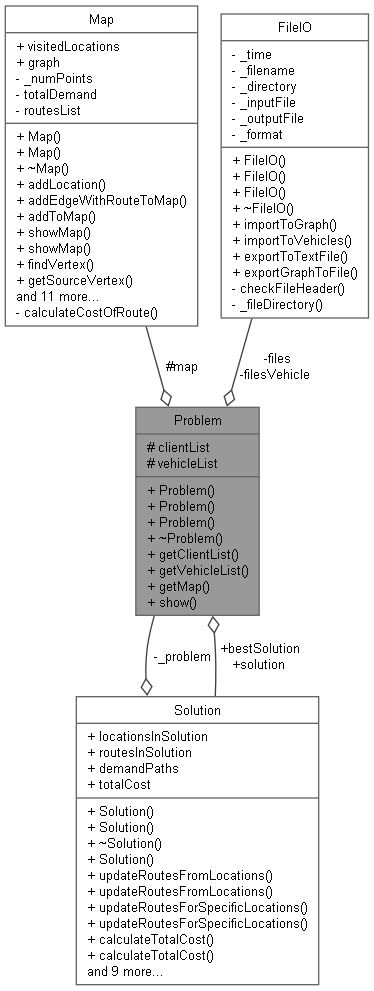 Map
+ visitedLocations
+ graph
- _numPoints
- totalDemand
- routesList
+ Map()
+ Map()
+ ~Map()
+ addLocation()
+ addEdgeWithRouteToMap()
+ addToMap()
+ showMap()
+ showMap()
+ findVertex()
+ getSourceVertex()
and 11 more...
- calculateCostOfRoute()
FileIO
- _time
- _filename
- _directory
- _inputFile
- _outputFile
- _format
+ FileIO()
+ FileIO()
+ FileIO()
+ ~FileIO()
+ importToGraph()
+ importToVehicles()
+ exportToTextFile()
+ exportGraphToFile()
- checkFileHeader()
- _fileDirectory()
#map
-files
-filesVehicle
Problem
# clientList
# vehicleList
+ Problem()
+ Problem()
+ Problem()
+ ~Problem()
+ getClientList()
+ getVehicleList()
+ getMap()
+ show()
-_problem
+bestSolution
+solution
Solution
+ locationsInSolution
+ routesInSolution
+ demandPaths
+ totalCost
+ Solution()
+ Solution()
+ ~Solution()
+ Solution()
+ updateRoutesFromLocations()
+ updateRoutesFromLocations()
+ updateRoutesForSpecificLocations()
+ updateRoutesForSpecificLocations()
+ calculateTotalCost()
+ calculateTotalCost()
and 9 more...